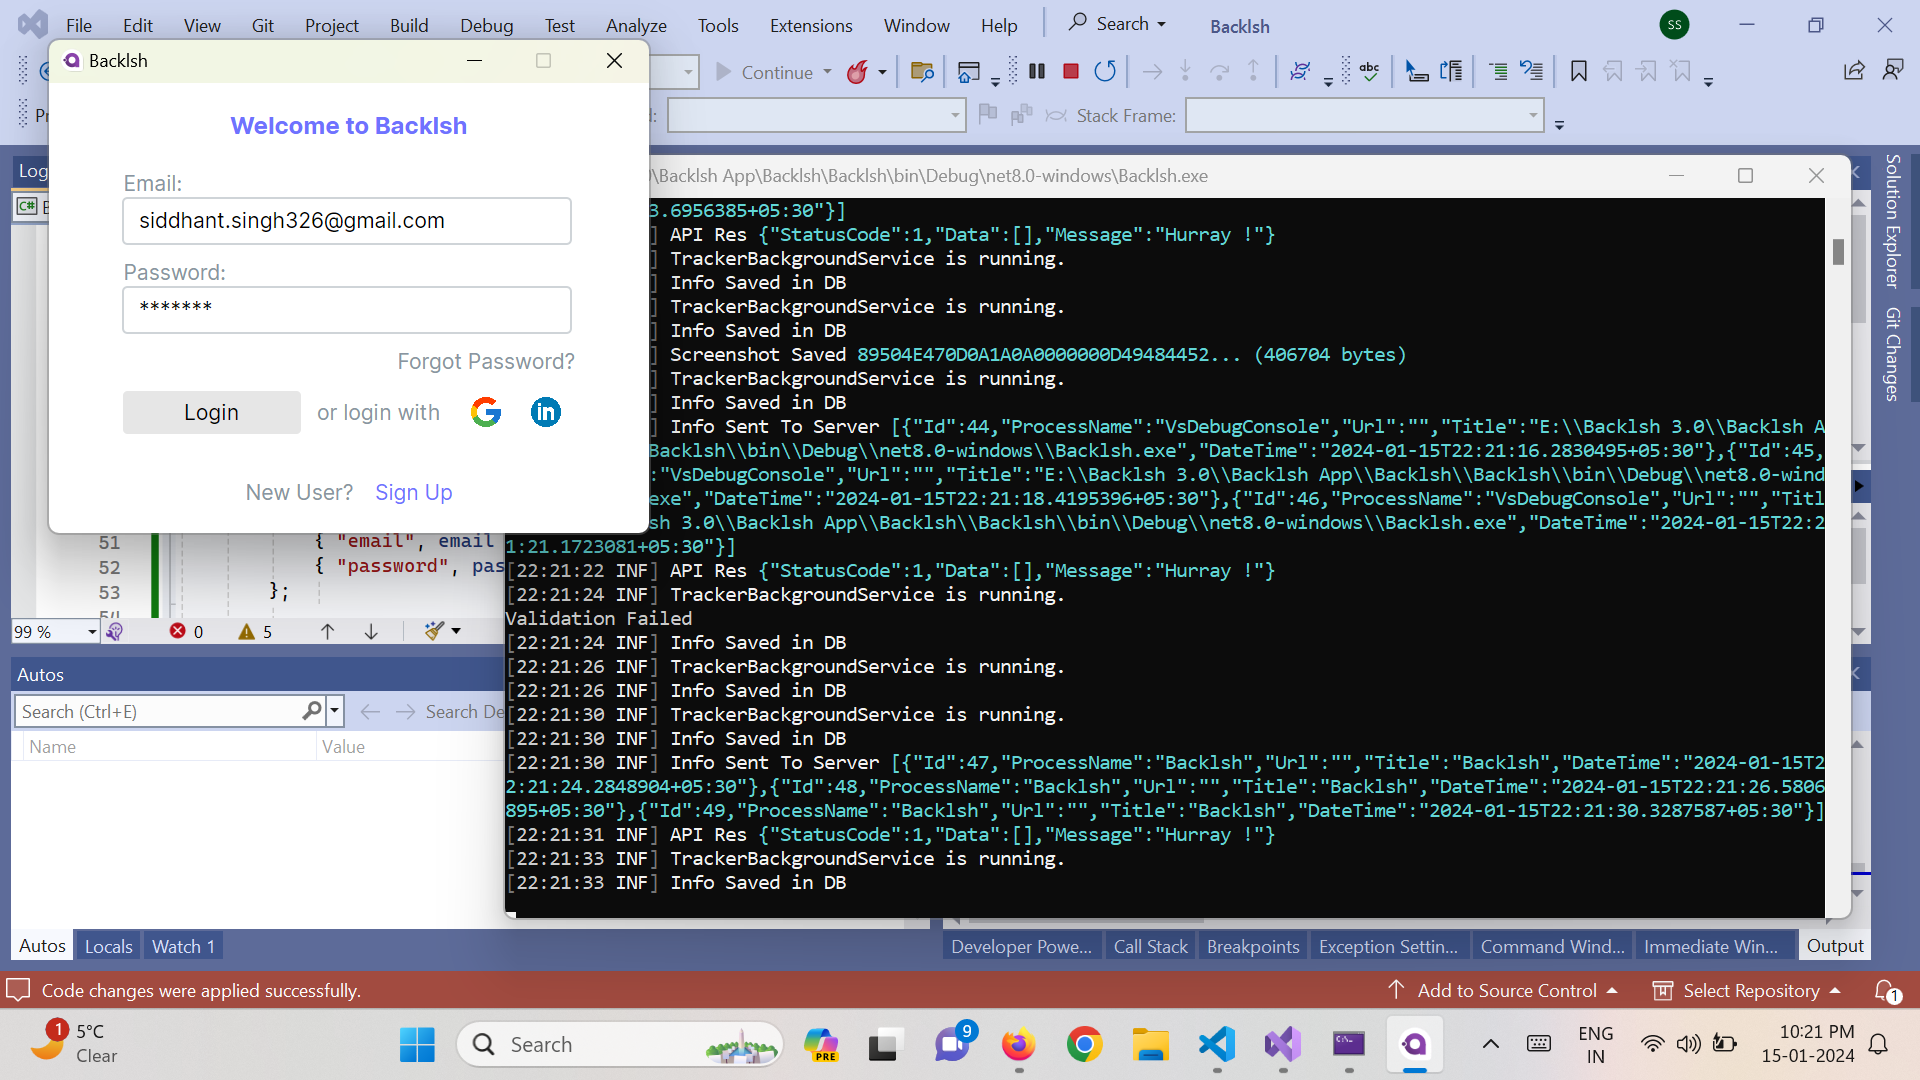 File Edit View Git Project Build Debug Test Analyze Tools Extensions Window Help Search Backlsh SS
Backlsh
Continue abc
Stack Frame:
Welcome to Backlsh
Email:
siddhant.singh326@gmail.com
Password:
*******
Forgot Password?
Login or login with G in
New User? Sign Up
\Backlsh App\Backlsh\Backlsh\bin\Debug\net8.0-windows\Backlsh.exe
3.6956385+05:30"}]
] API Res {"StatusCode":1,"Data":[],"Message":"Hurray !"}
] TrackerBackgroundService is running.
] Info Saved in DB
] TrackerBackgroundService is running.
] Info Saved in DB
] Screenshot Saved 89504E470D0A1A0A0000000D49484452... (406704 bytes)
] TrackerBackgroundService is running.
] Info Saved in DB
] Info Sent To Server [{"Id":44,"ProcessName":"VsDebugConsole","Url":"","Title":"E:\\Backlsh 3.0\\Backlsh A
Backlsh\\bin\\Debug\\net8.0-windows\\Backlsh.exe","DateTime":"2024-01-15T22:21:16.2830495+05:30"},{"Id":45,
:"VsDebugConsole","Url":"","Title":"E:\\Backlsh 3.0\\Backlsh App\\Backlsh\\Backlsh\\bin\\Debug\\net8.0-wind
exe","DateTime":"2024-01-15T22:21:18.4195396+05:30"},{"Id":46,"ProcessName":"VsDebugConsole","Url":"","Titl
sh 3.0\\Backlsh App\\Backlsh\\Backlsh\\bin\\Debug\\net8.0-windows\\Backlsh.exe","DateTime":"2024-01-15T22:2
1:21.1723081+05:30"}]
[22:21:22 INF] API Res {"StatusCode":1,"Data":[],"Message":"Hurray !"}
[22:21:24 INF] TrackerBackgroundService is running.
Validation Failed
[22:21:24 INF] Info Saved in DB
[22:21:26 INF] TrackerBackgroundService is running.
[22:21:26 INF] Info Saved in DB
[22:21:30 INF] TrackerBackgroundService is running.
[22:21:30 INF] Info Saved in DB
[22:21:30 INF] Info Sent To Server [{"Id":47,"ProcessName":"Backlsh","Url":"","Title":"Backlsh","DateTime":"2024-01-15T2
2:21:24.2848904+05:30"},{"Id":48,"ProcessName":"Backlsh","Url":"","Title":"Backlsh","DateTime":"2024-01-15T22:21:26.5806
895+05:30"},{"Id":49,"ProcessName":"Backlsh","Url":"","Title":"Backlsh","DateTime":"2024-01-15T22:21:30.3287587+05:30"}]
[22:21:31 INF] API Res {"StatusCode":1,"Data":[],"Message":"Hurray !"}
[22:21:33 INF] TrackerBackgroundService is running.
[22:21:33 INF] Info Saved in DB
Solution Explorer
Git Changes
C#
51 { "email", email
52 { "password", pas
53 };
99 % 0 5
Autos
Search (Ctrl+E) Search De
Name Value
Autos Locals Watch 1
Developer Powe... Call Stack Breakpoints Exception Settin... Command Wind... Immediate Win... Output
Code changes were applied successfully. Add to Source Control Select Repository 1
1 5°C
Clear
Search PRE 9
ENG
IN
10:21 PM
15-01-2024